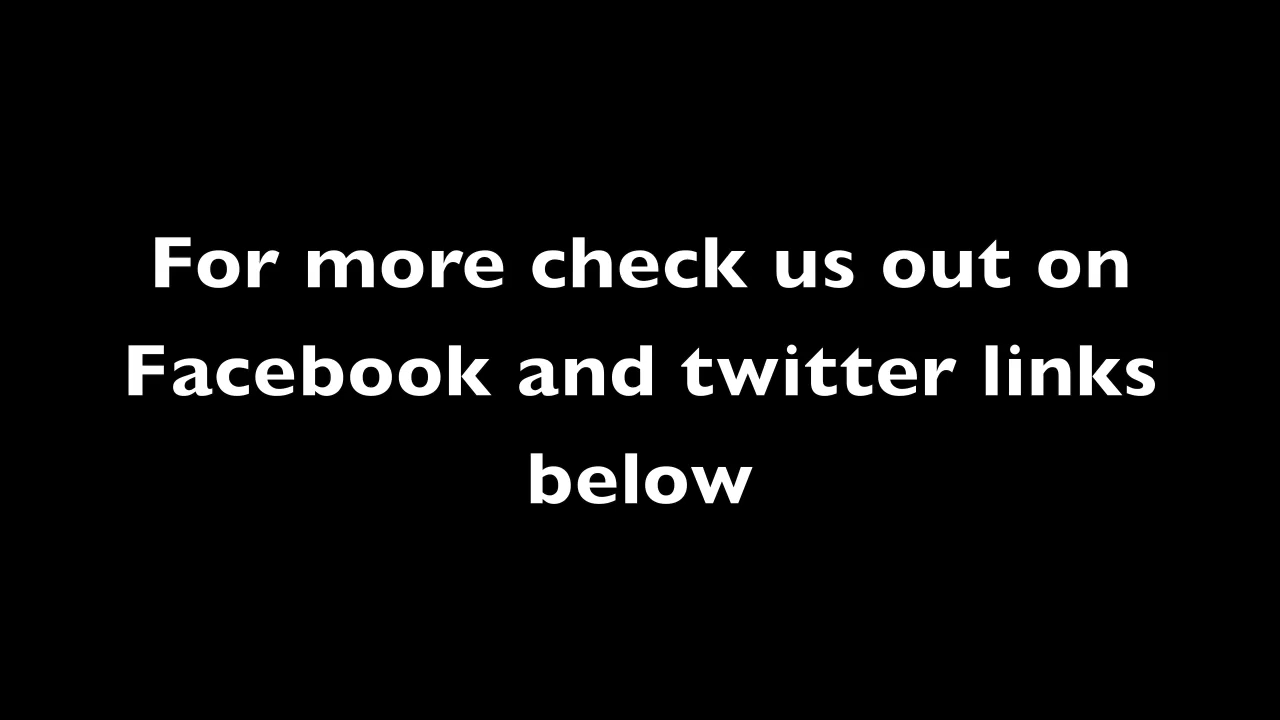 For more check us out on
Facebook and twitter links
below